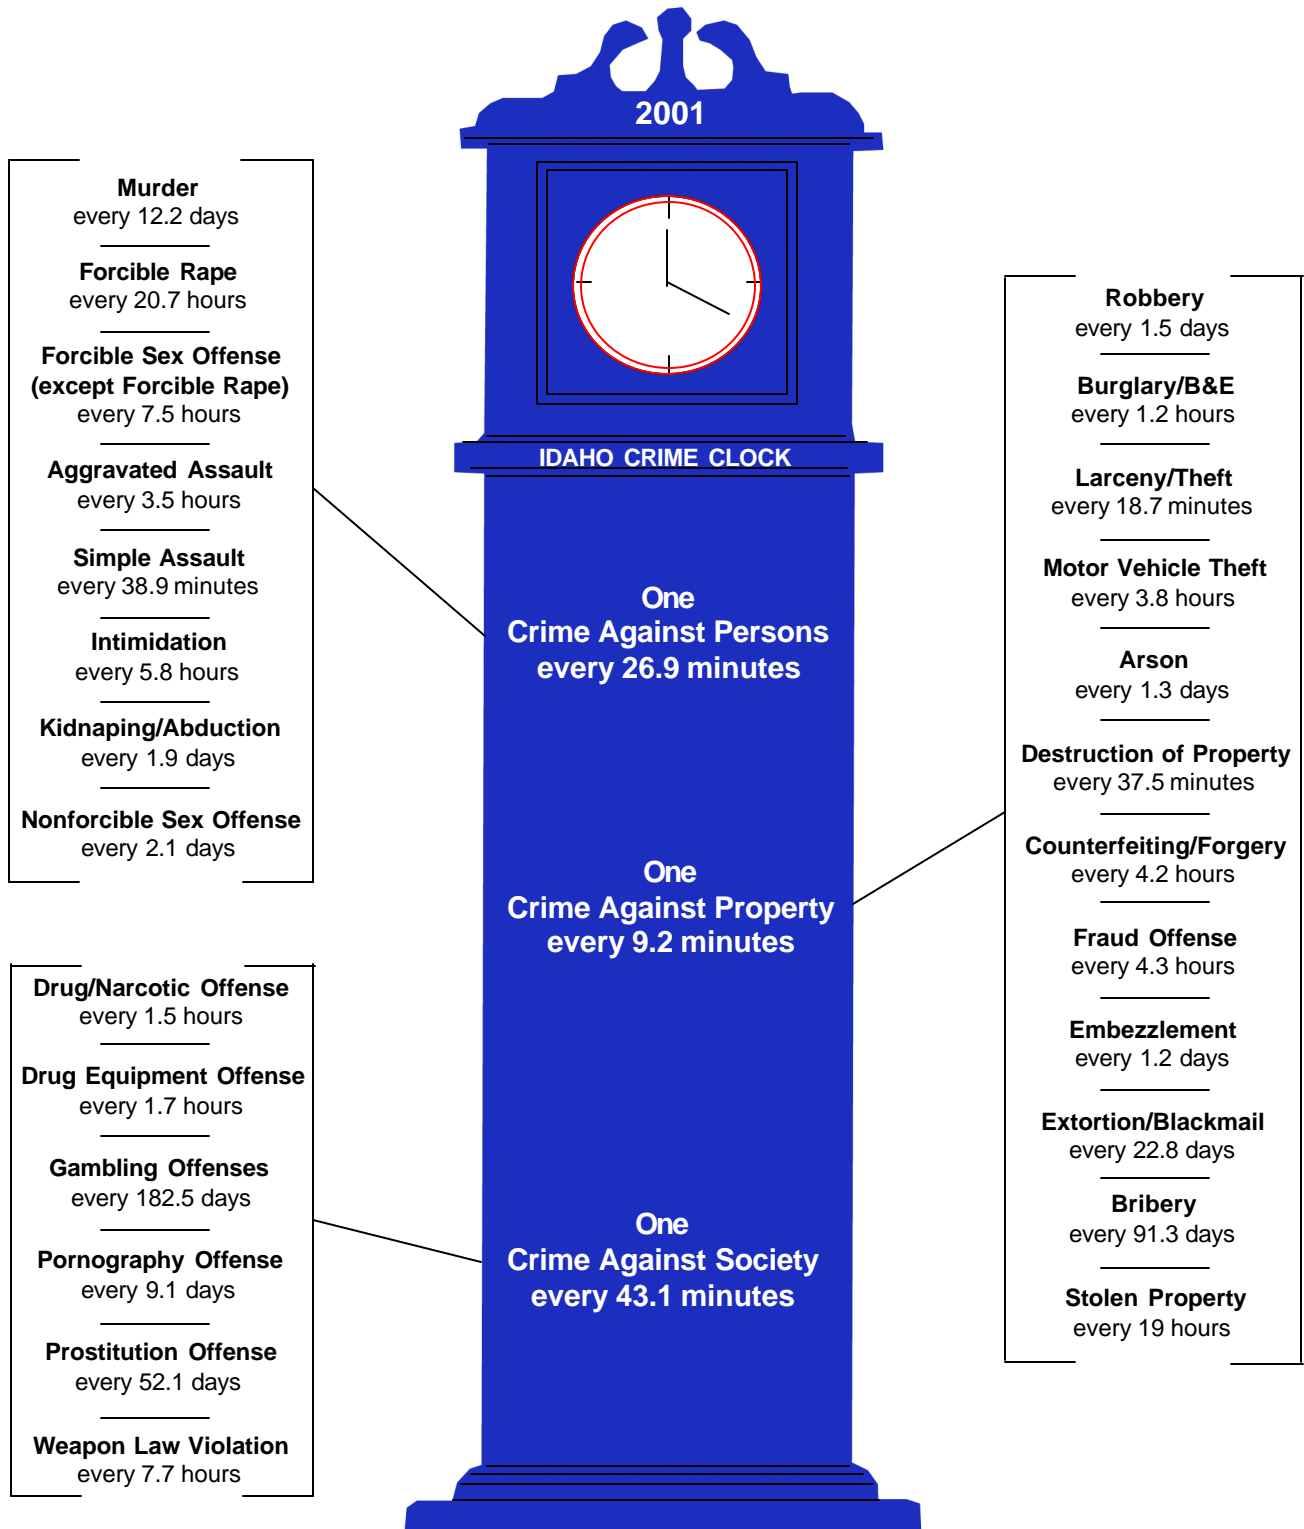 2001
IDAHO CRIME CLOCK
Murder
every 12.2 days
Forcible Rape
every 20.7 hours
Forcible Sex Offense
(except Forcible Rape)
every 7.5 hours
Aggravated Assault
every 3.5 hours
Simple Assault
every 38.9 minutes
Intimidation
every 5.8 hours
Kidnaping/Abduction
every 1.9 days
Nonforcible Sex Offense
every 2.1 days
One
Crime Against Persons
every 26.9 minutes
Robbery
every 1.5 days
Burglary/B&E
every 1.2 hours
Larceny/Theft
every 18.7 minutes
Motor Vehicle Theft
every 3.8 hours
Arson
every 1.3 days
Destruction of Property
every 37.5 minutes
Counterfeiting/Forgery
every 4.2 hours
Fraud Offense
every 4.3 hours
Embezzlement
every 1.2 days
Extortion/Blackmail
every 22.8 days
Bribery
every 91.3 days
Stolen Property
every 19 hours
One
Crime Against Property
every 9.2 minutes
Drug/Narcotic Offense
every 1.5 hours
Drug Equipment Offense
every 1.7 hours
Gambling Offenses
every 182.5 days
Pornography Offense
every 9.1 days
Prostitution Offense
every 52.1 days
Weapon Law Violation
every 7.7 hours
One
Crime Against Society
every 43.1 minutes